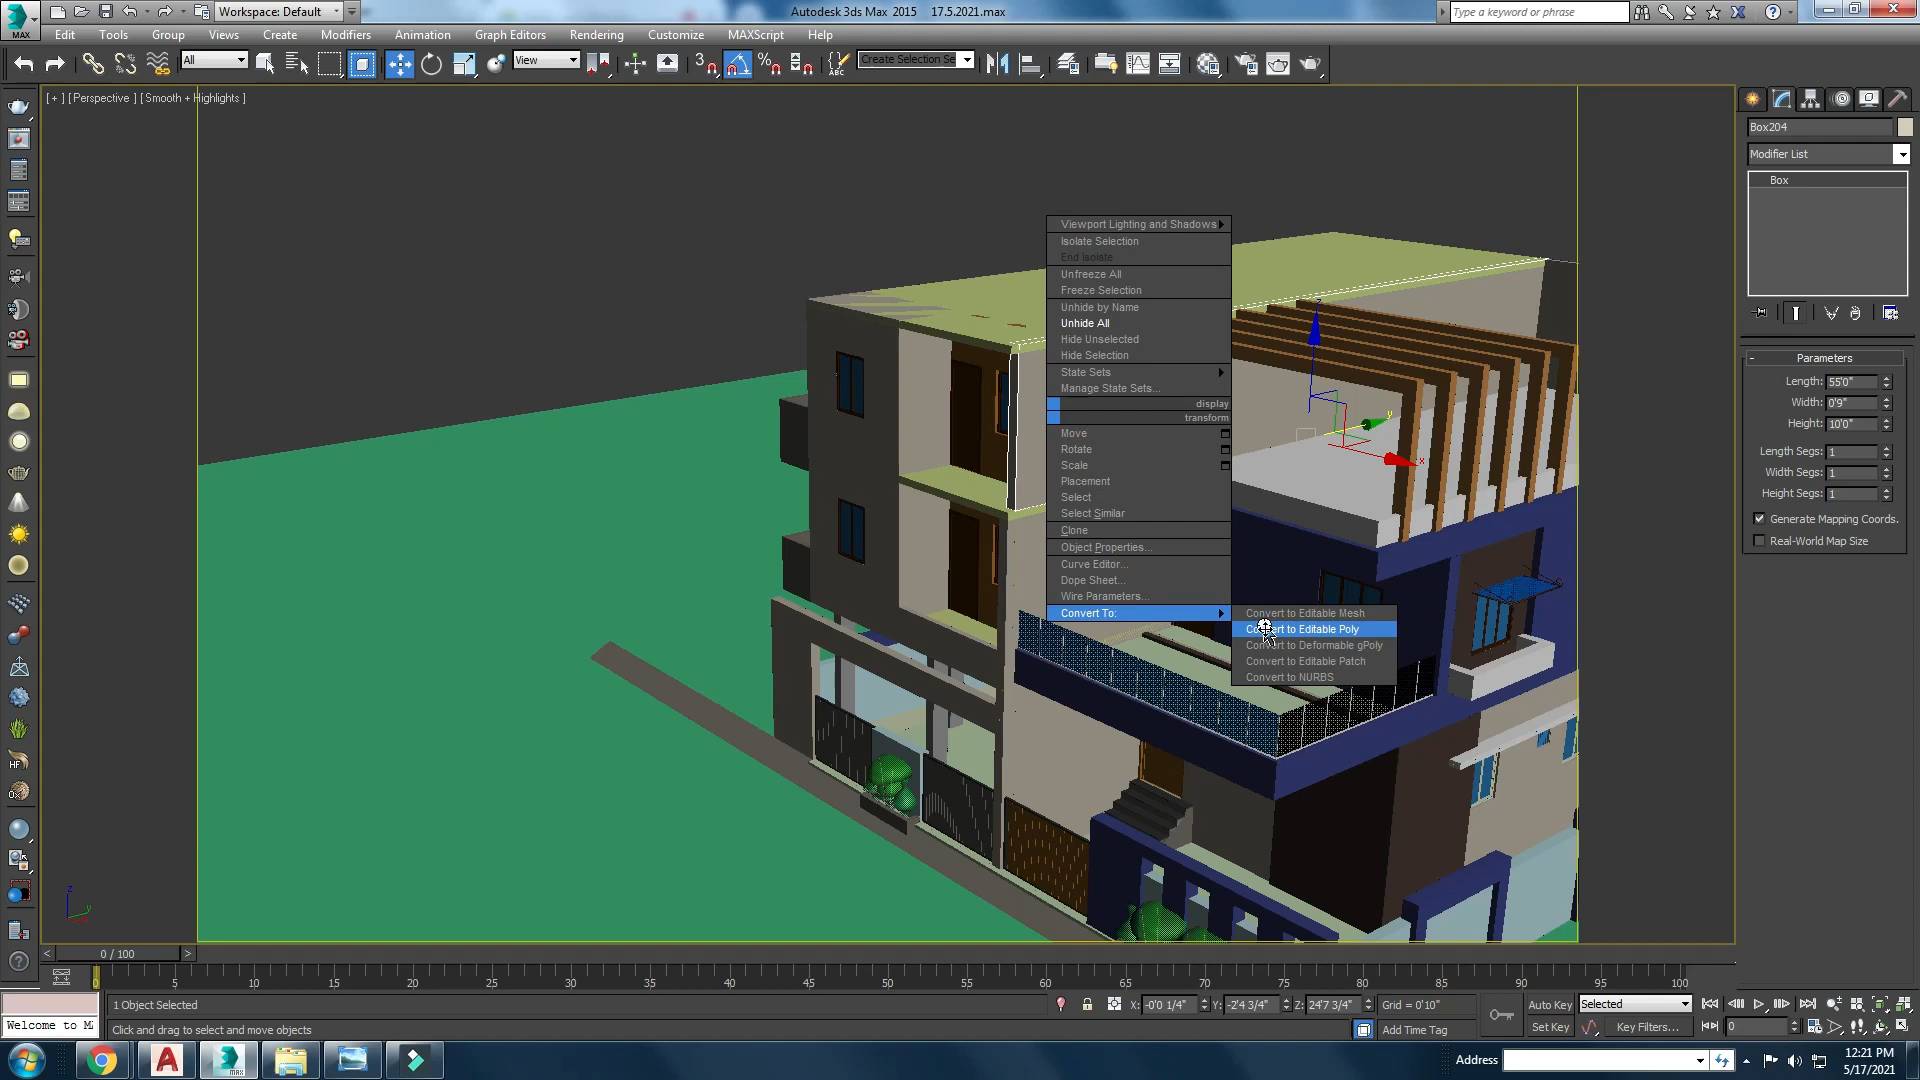 Workspace: Default
Autodesk 3ds Max 2015 17.5.2021.max
Type a keyword or phrase
MAX
Edit Tools Group Views Create Modifiers Animation Graph Editors Rendering Customize MAXScript Help
All
View
3
ABC
Create Selection Se
[ + ] [ Perspective ] [ Smooth + Highlights ]
Box204
Modifier List
Box
Parameters
Length: 55'0"
Width: 0'9"
Height: 10'0"
Length Segs: 1
Width Segs: 1
Height Segs: 1
Generate Mapping Coords.
Real-World Map Size
Viewport Lighting and Shadows
Isolate Selection
End Isolate
Unfreeze All
Freeze Selection
Unhide by Name
Unhide All
Hide Unselected
Hide Selection
State Sets
Manage State Sets...
display
transform
Move
Rotate
Scale
Placement
Select
Select Similar
Clone
Object Properties...
Curve Editor...
Dope Sheet...
Wire Parameters...
Convert To:
Convert to Editable Mesh
Convert to Editable Poly
Convert to Deformable gPoly
Convert to Editable Patch
Convert to NURBS
z
y
x
z
y
HF
0 / 100
0 5 10 15 20 25 30 35 40 45 50 55 60 65 70 75 80 85 90 95 100
1 Object Selected
X: -0'0 1/4" Y: -2'4 3/4" Z: 24'7 3/4" Grid = 0'10"
Auto Key Selected
Welcome to M
Click and drag to select and move objects
Add Time Tag
Set Key Key Filters... 0
Address
12:21 PM
5/17/2021